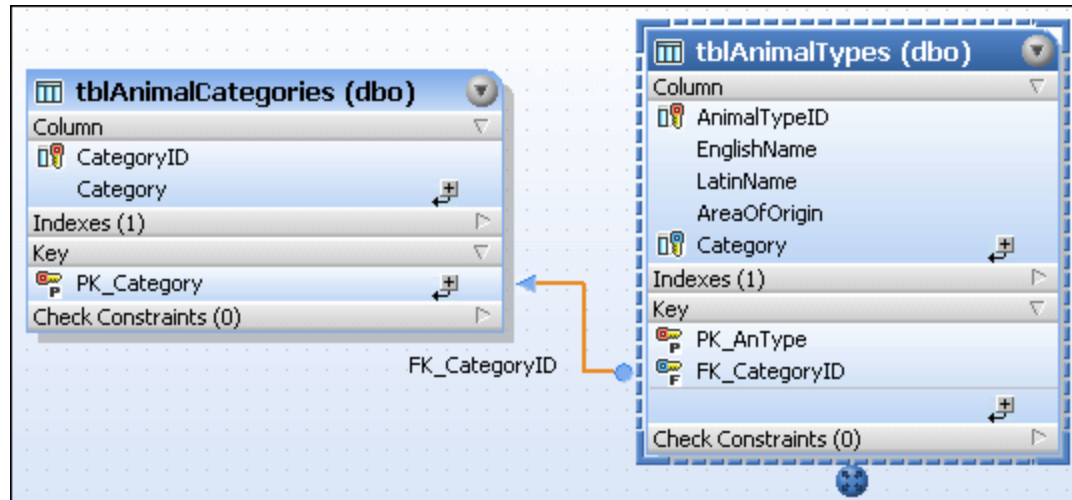 tblAnimalCategories (dbo)
Column
CategoryID
Category
Indexes (1)
Key
PK_Category
Check Constraints (0)
FK_CategoryID
tblAnimalTypes (dbo)
Column
AnimalTypeID
EnglishName
LatinName
AreaOfOrigin
Category
Indexes (1)
Key
PK_AnType
FK_CategoryID
Check Constraints (0)